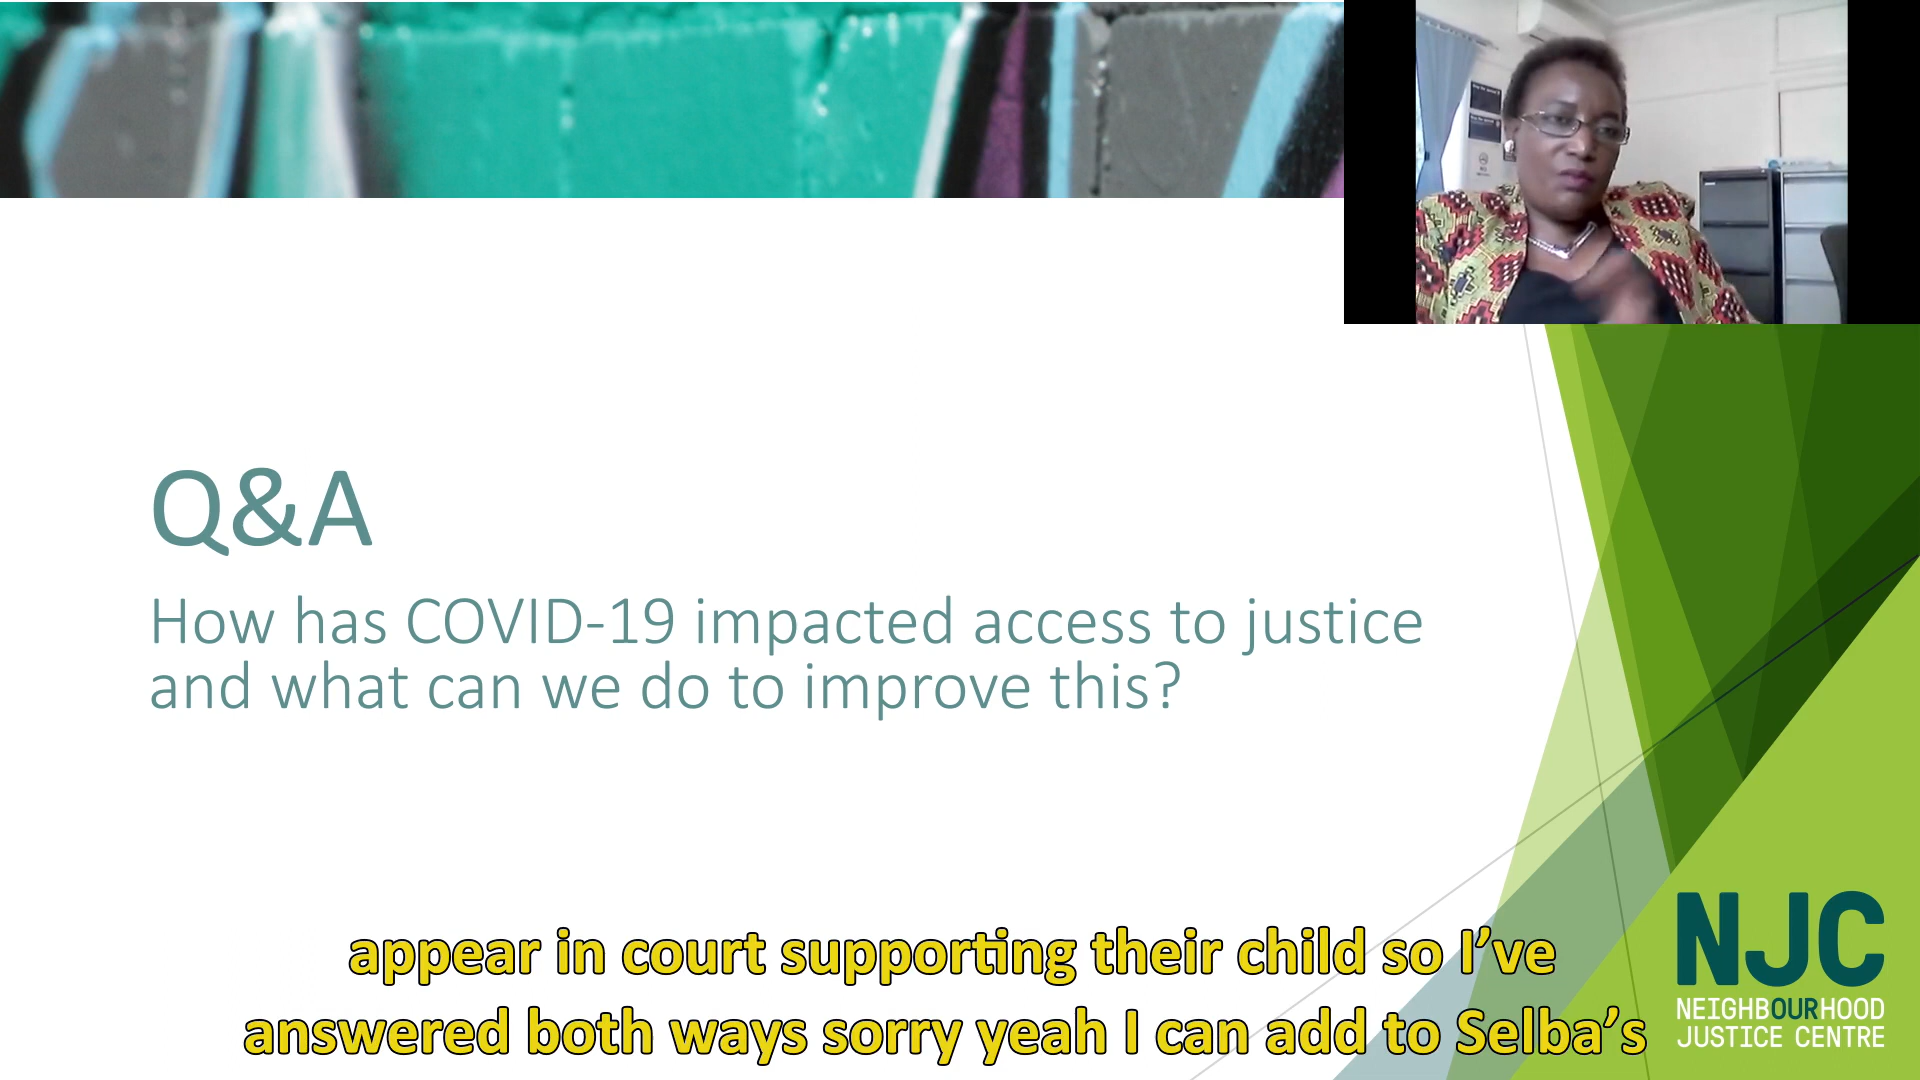 Q&A
How has COVID-19 impacted access to justice
and what can we do to improve this?
appear in court supporting their child so I've
answered both ways sorry yeah I can add to Selba's
NJC
NEIGHBOURHOOD
JUSTICE CENTRE